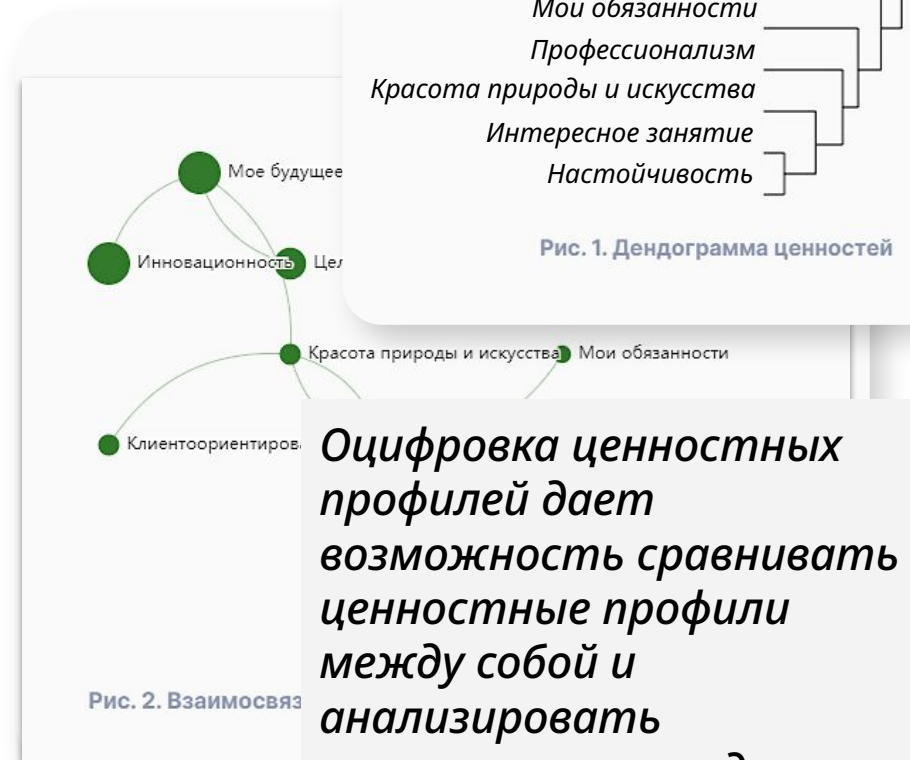 Мои обязанности
Профессионализм
Красота природы и искусства
Интересное занятие
Настойчивость
Рис. 1. Дендограмма ценностей
Мое будущее
Инновационность
Красота природы и искусства
Мои обязанности
Рис. 2.
Оцифровка ценностных
профилей дает
возможность сравнивать
ценностные профили
между собой и
анализировать